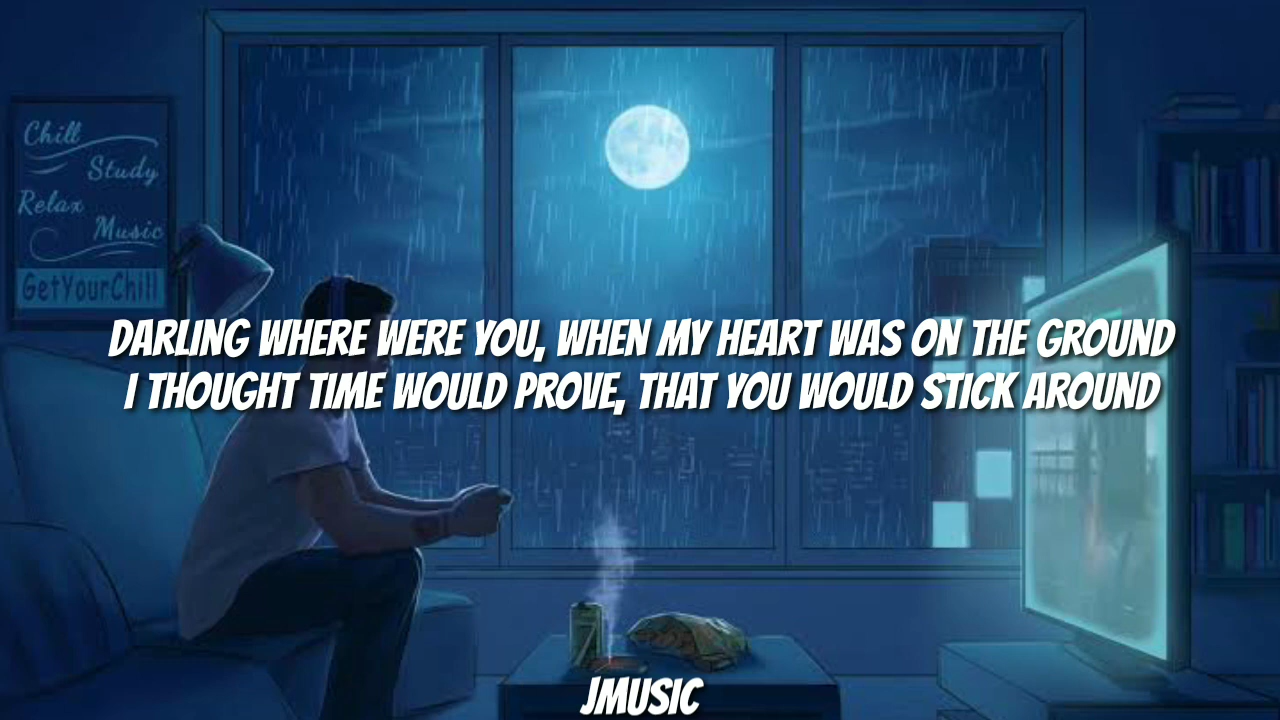 Chill
Study
Relax
Music
GetYourChill
DARLING WHERE WERE YOU, WHEN MY HEART WAS ON THE GROUND
I THOUGHT TIME WOULD PROVE, THAT YOU WOULD STICK AROUND
JMUSIC